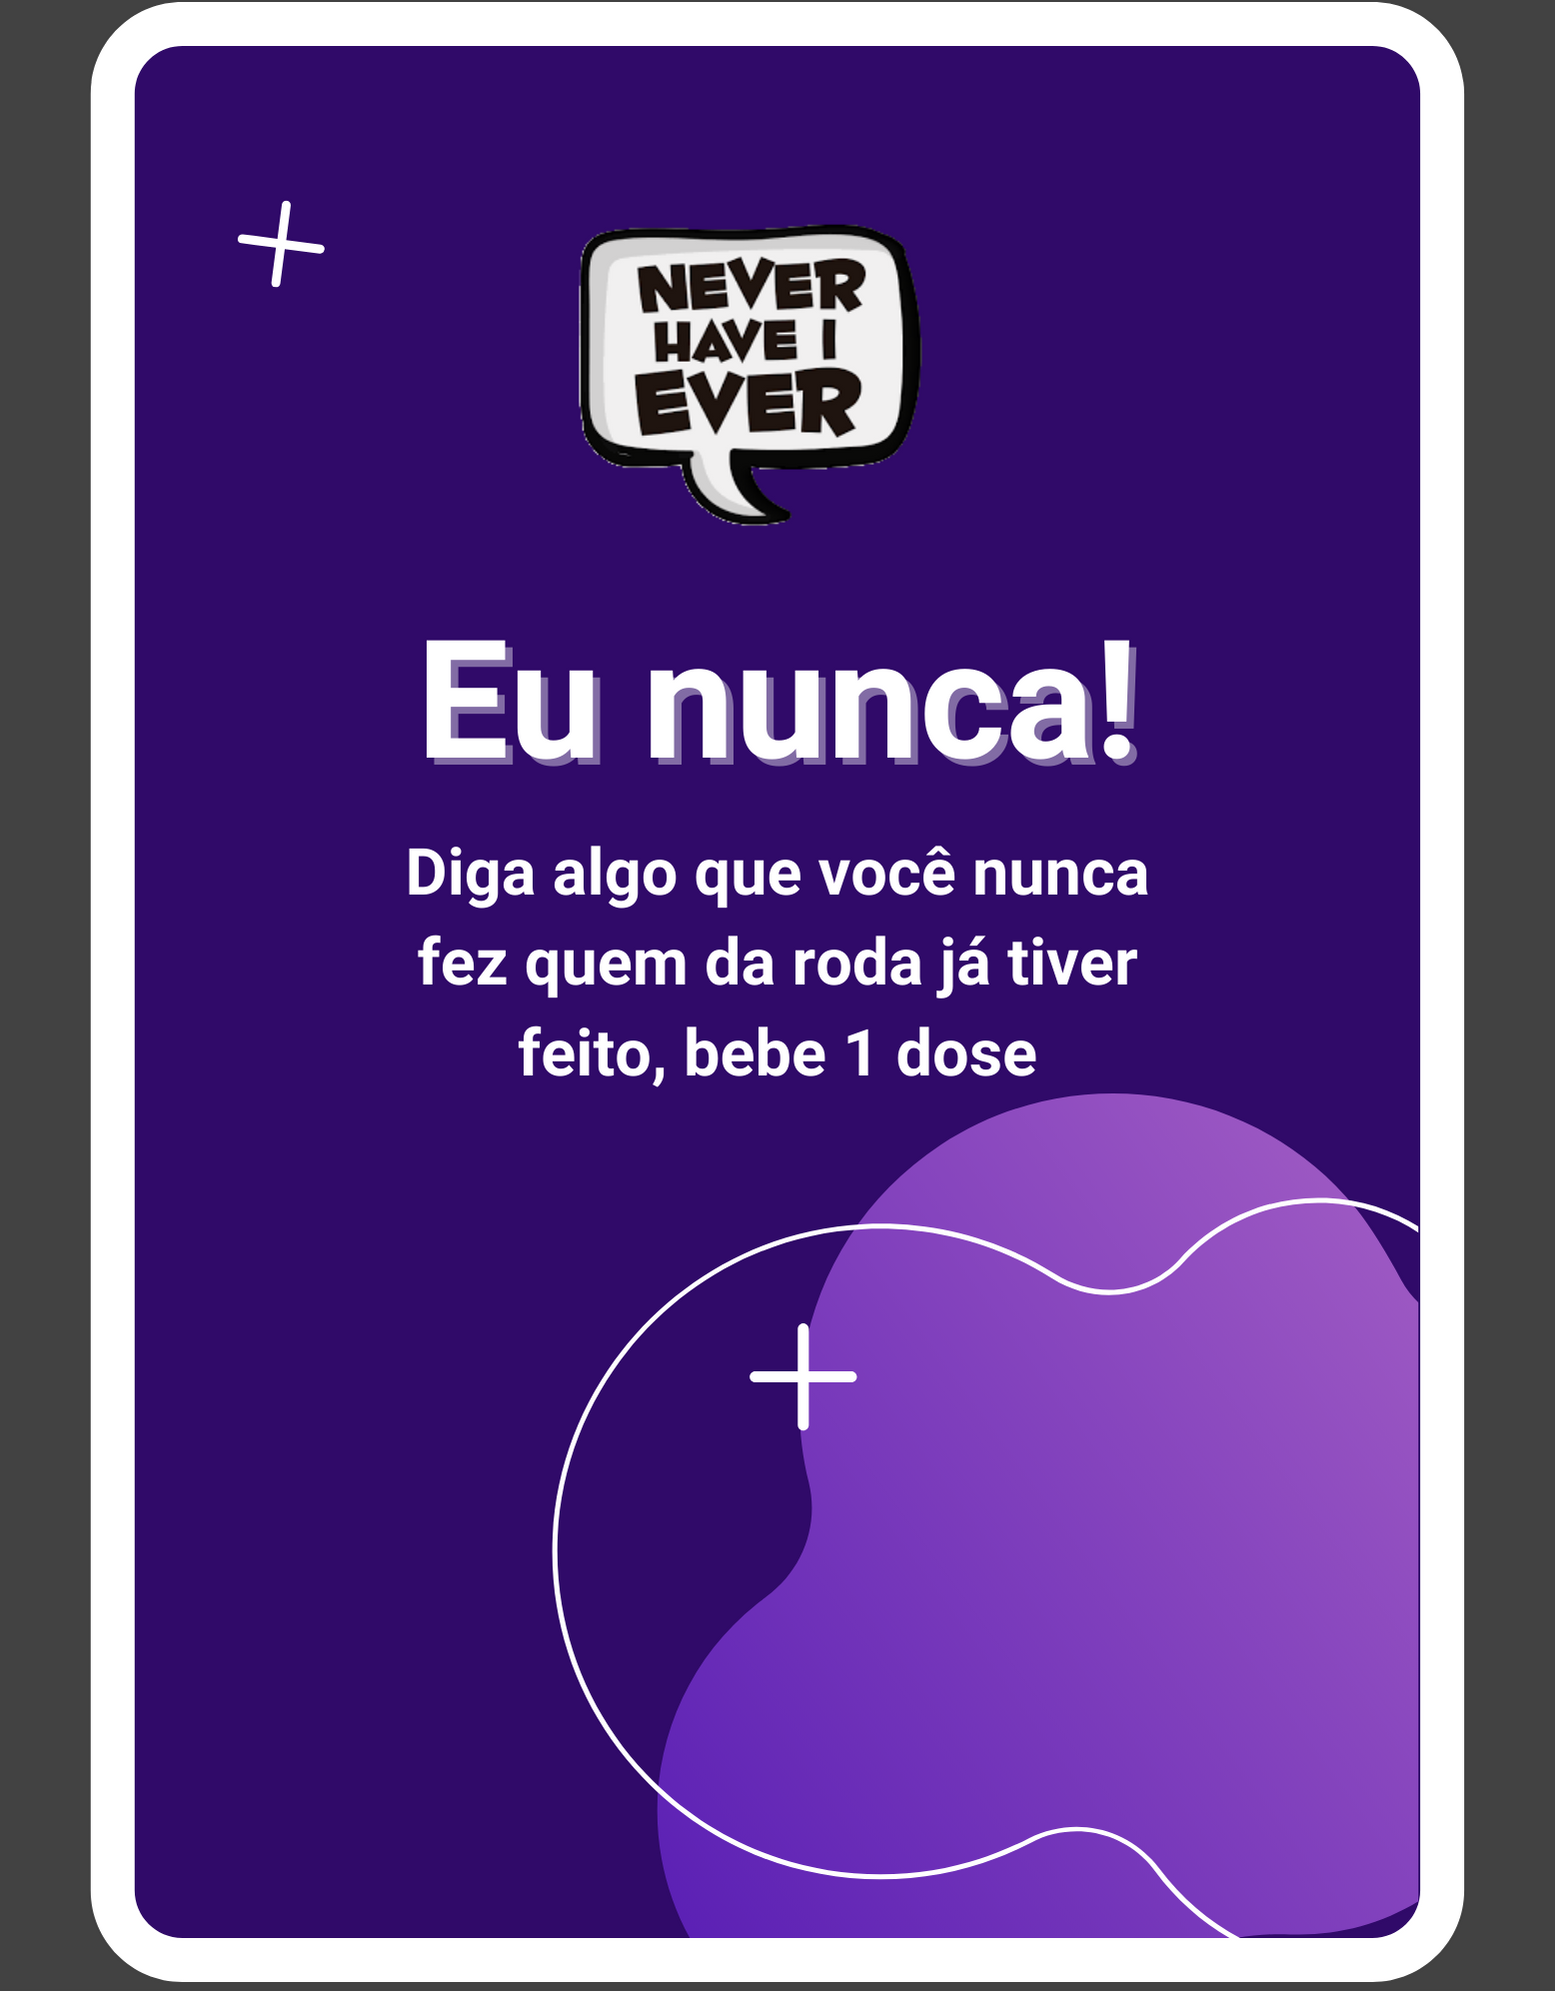 NEVER
HAVE I
EVER
Eu nunca!
Diga algo que você nunca
fez quem da roda já tiver
feito, bebe 1 dose